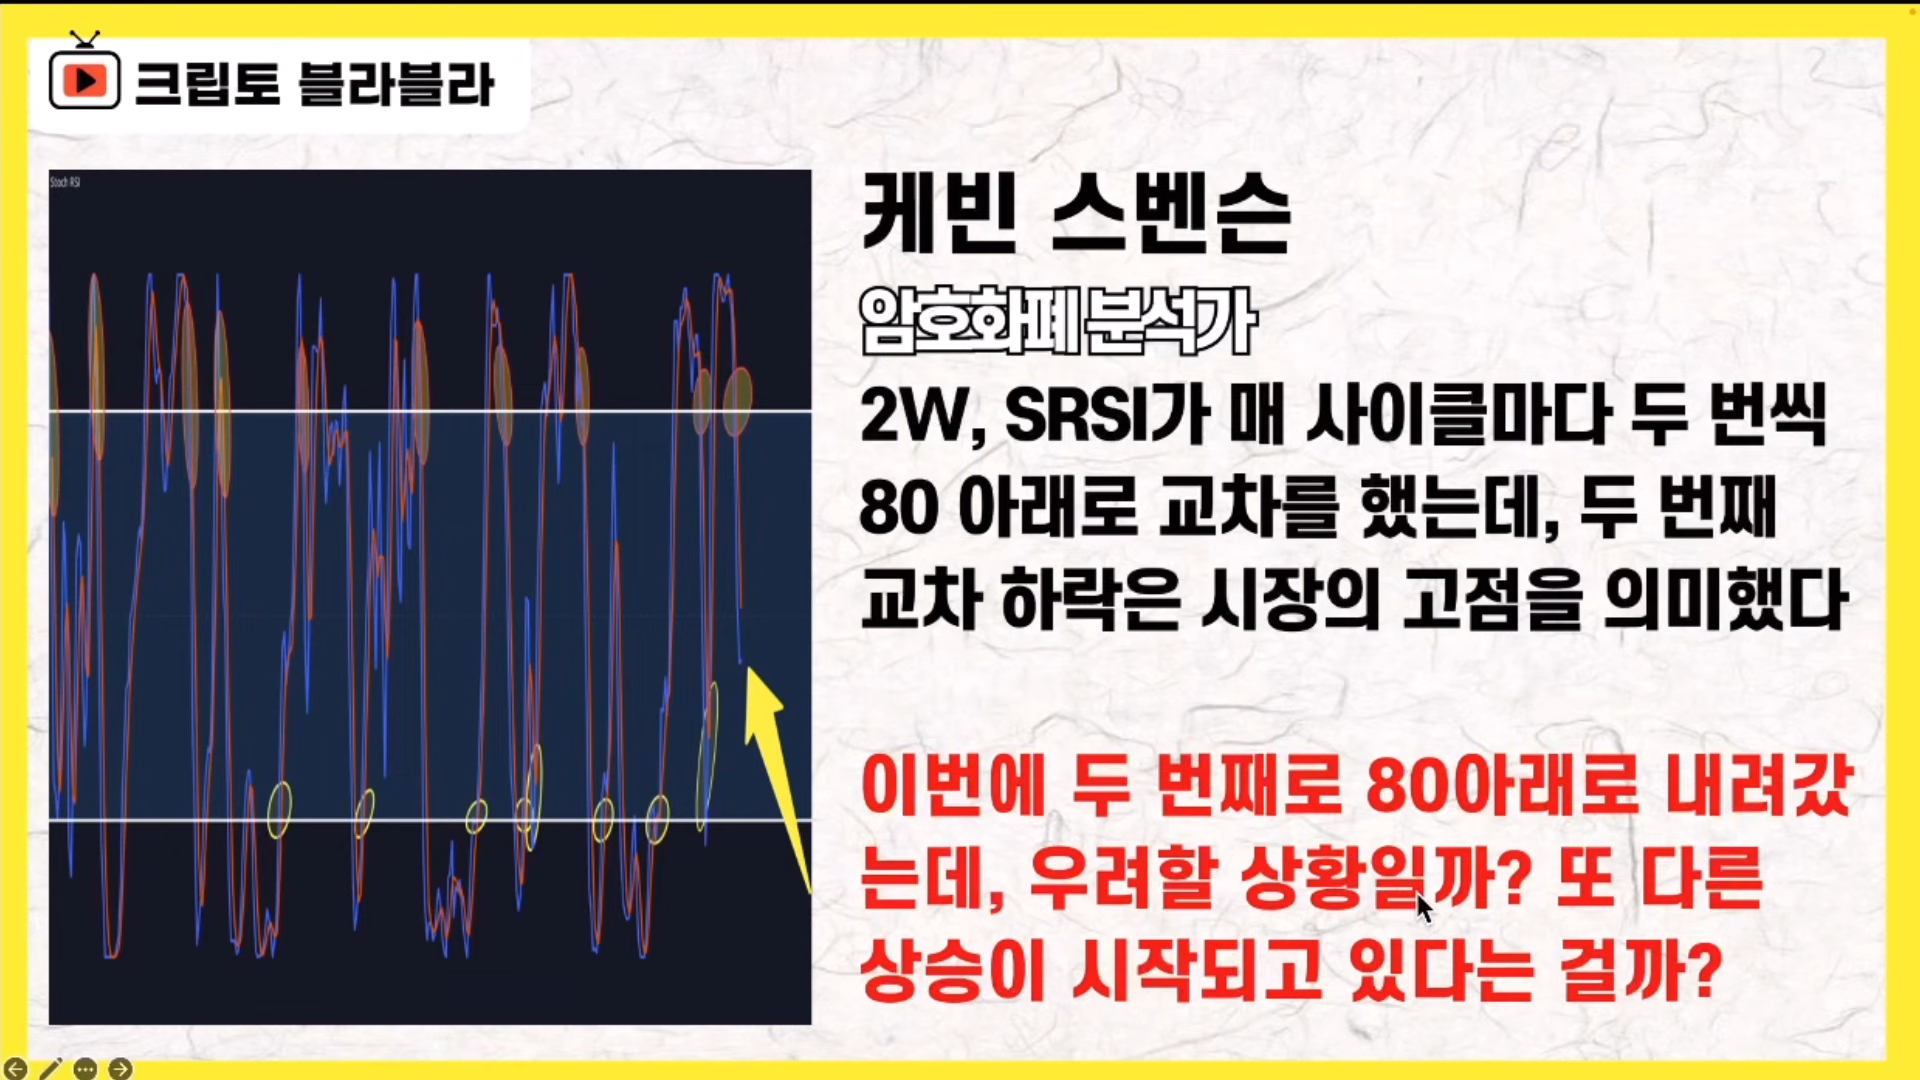 크립토 블라블라
Stoch RSI
케빈 스벤슨
암호화폐 분석가
2W, SRSI가 매 사이클마다 두 번씩
80 아래로 교차를 했는데, 두 번째
교차 하락은 시장의 고점을 의미했다
이번에 두 번째로 80아래로 내려갔
는데, 우려할 상황일까? 또 다른
상승이 시작되고 있다는 걸까?